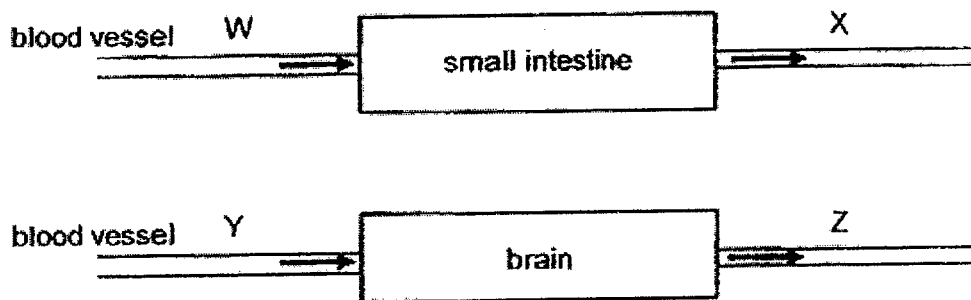 blood vessel W X
small intestine
blood vessel Y Z
brain